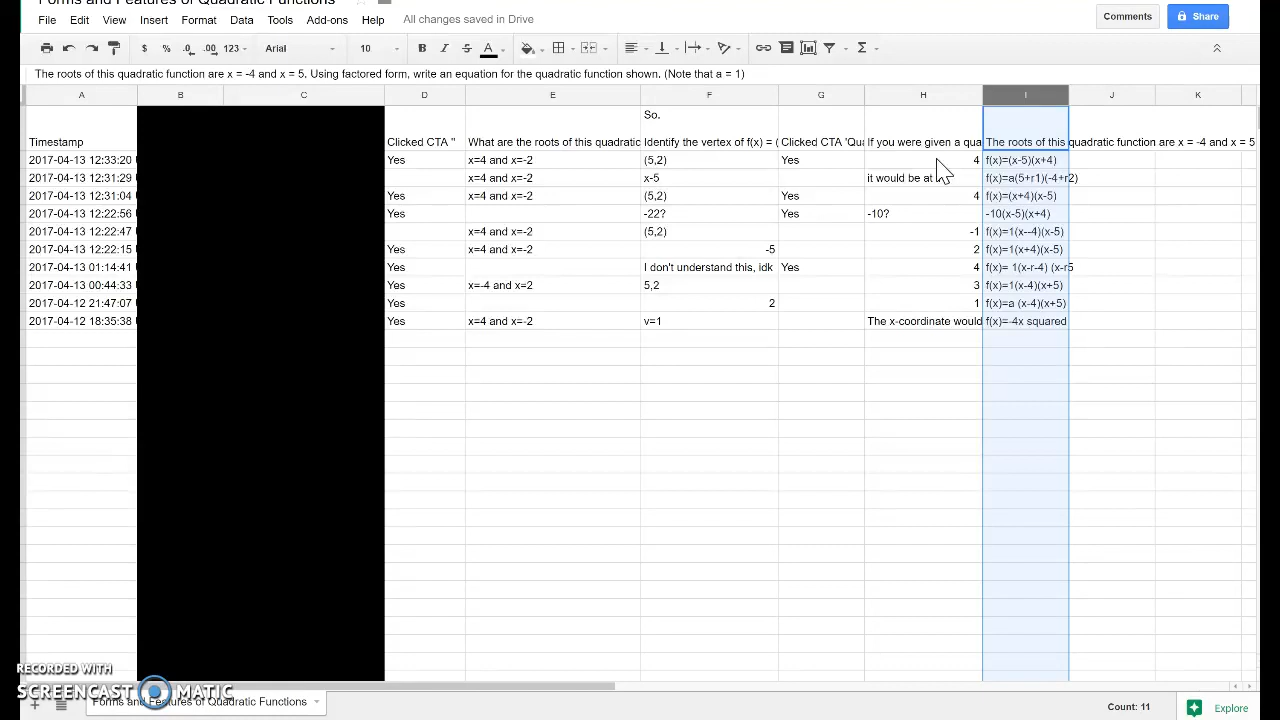 Forms and Features of Quadratic Functions
File Edit View Insert Format Data Tools Add-ons Help All changes saved in Drive Comments Share
$ % .0 .00 123 Arial 10 B I S A Σ
The roots of this quadratic function are x = -4 and x = 5. Using factored form, write an equation for the quadratic function shown. (Note that a = 1)
A B C D E F G H I J K
So.
Timestamp Clicked CTA " What are the roots of this quadratic Identify the vertex of f(x) = ( Clicked CTA 'Qua If you were given a qua The roots of this quadratic function are x = -4 and x = 5
2017-04-13 12:33:20 Yes x=4 and x=-2 (5,2) Yes 4 f(x)=(x-5)(x+4)
2017-04-13 12:31:29 x=4 and x=-2 x-5 it would be at f(x)=a(5+r1)(-4+r2)
2017-04-13 12:31:04 Yes x=4 and x=-2 (5,2) Yes 4 f(x)=(x+4)(x-5)
2017-04-13 12:22:56 Yes -22? Yes -10? -10(x-5)(x+4)
2017-04-13 12:22:47 x=4 and x=-2 (5,2) -1 f(x)=1(x--4)(x-5)
2017-04-13 12:22:15 Yes x=4 and x=-2 -5 2 f(x)=1(x+4)(x-5)
2017-04-13 01:14:41 Yes I don't understand this, idk Yes 4 f(x)= 1(x-r-4) (x-r5
2017-04-13 00:44:33 Yes x=-4 and x=2 5,2 3 f(x)=1(x-4)(x+5)
2017-04-12 21:47:07 Yes 2 1 f(x)=a (x-4)(x+5)
2017-04-12 18:35:38 Yes x=4 and x=-2 v=1 The x-coordinate would f(x)=-4x squared
RECORDED WITH
SCREENCAST MATIC
Forms and Features of Quadratic Functions Count: 11 Explore